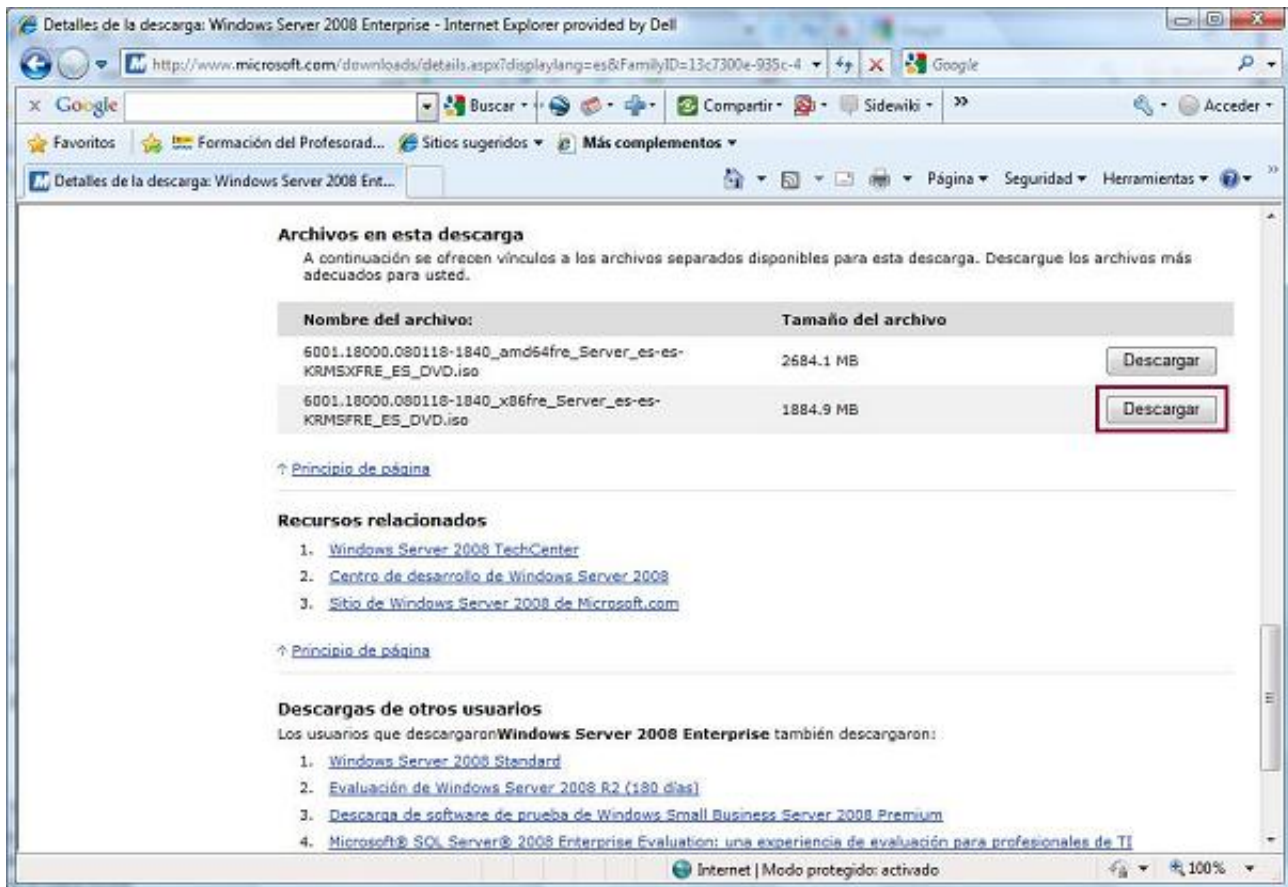 Detalles de la descarga: Windows Server 2008 Enterprise - Internet Explorer provided by Dell
http://www.microsoft.com/downloads/details.aspx?displaylang=es&FamilyID=13c7300e-935c-4
Google
x Google
Buscar
Compartir
Sidewiki
»
Acceder
Favoritos
Formación del Profesorad...
Sitios sugeridos
Más complementos
Detalles de la descarga: Windows Server 2008 Ent...
Página
Seguridad
Herramientas
»
Archivos en esta descarga
A continuación se ofrecen vínculos a los archivos separados disponibles para esta descarga. Descargue los archivos más
adecuados para usted.
Nombre del archivo:
Tamaño del archivo
6001.18000.080118-1840_amd64fre_Server_es-es-
KRMSXFRE_ES_DVD.iso
2684.1 MB
Descargar
6001.18000.080118-1840_x86fre_Server_es-es-
KRMSFRE_ES_DVD.iso
1884.9 MB
Descargar
↑ Principio de página
Recursos relacionados
1. Windows Server 2008 TechCenter
2. Centro de desarrollo de Windows Server 2008
3. Sitio de Windows Server 2008 de Microsoft.com
↑ Principio de página
Descargas de otros usuarios
Los usuarios que descargaronWindows Server 2008 Enterprise también descargaron:
1. Windows Server 2008 Standard
2. Evaluación de Windows Server 2008 R2 (180 días)
3. Descarga de software de prueba de Windows Small Business Server 2008 Premium
4. Microsoft® SQL Server® 2008 Enterprise Evaluation: una experiencia de evaluación para profesionales de TI
Internet | Modo protegido: activado
100%